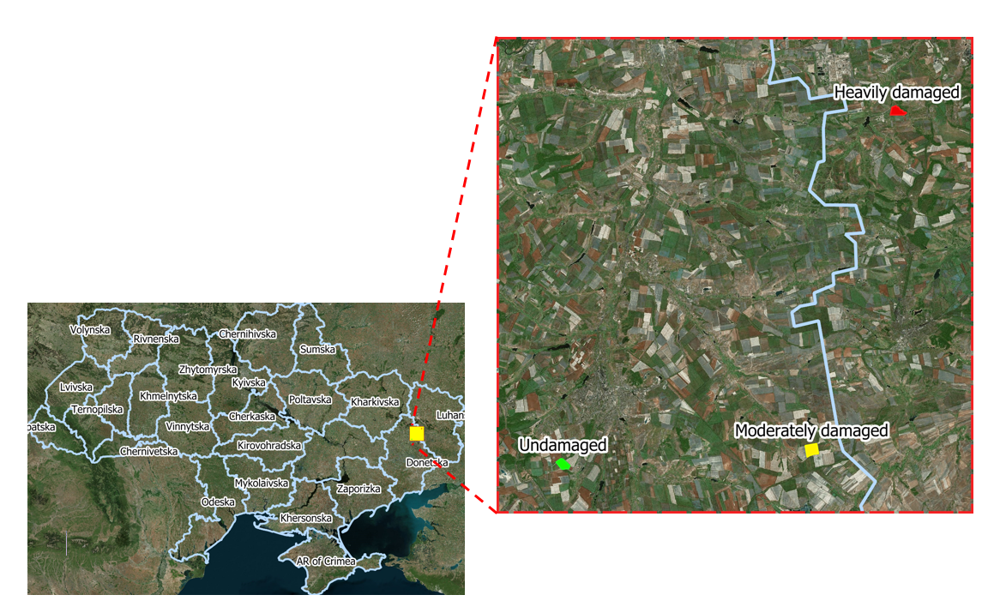 Heavily damaged
Moderately damaged
Undamaged
Volynska
Rivnenska
Chernihivska
Sumska
Zhytomyrska
Kyivska
Lvivska
Khmelnytska
Poltavska
Kharkivska
Ternopilska
Luhans
patska
Vinnytska
Cherkaska
Kirovohradska
Chernivetska
Donetska
Mykolaivska
Zaporizka
Odeska
Khersonska
AR of Crimea